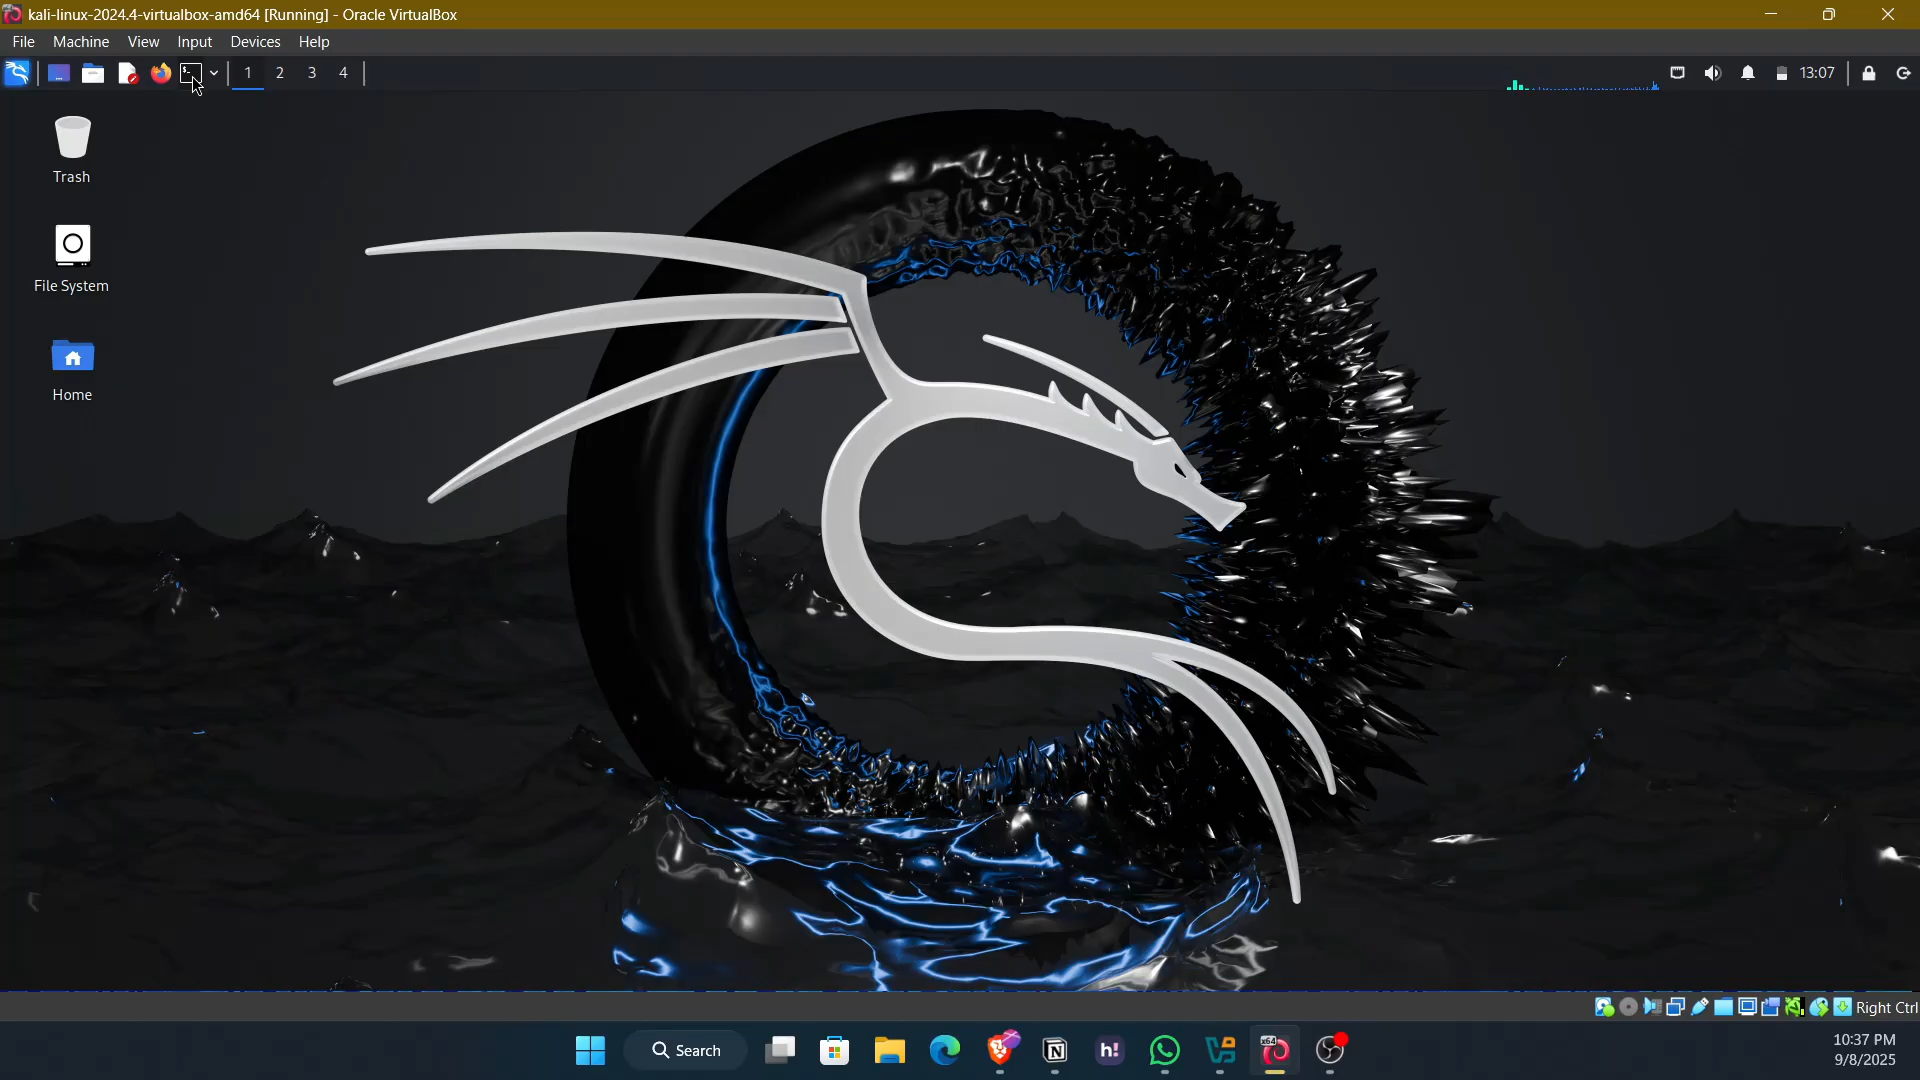 kali-linux-2024.4-virtualbox-amd64 [Running] - Oracle VirtualBox
File Machine View Input Devices Help
1 2 3 4
13:07
Trash
File System
Home
Right Ctrl
Search
h!
x64
10:37 PM
9/8/2025